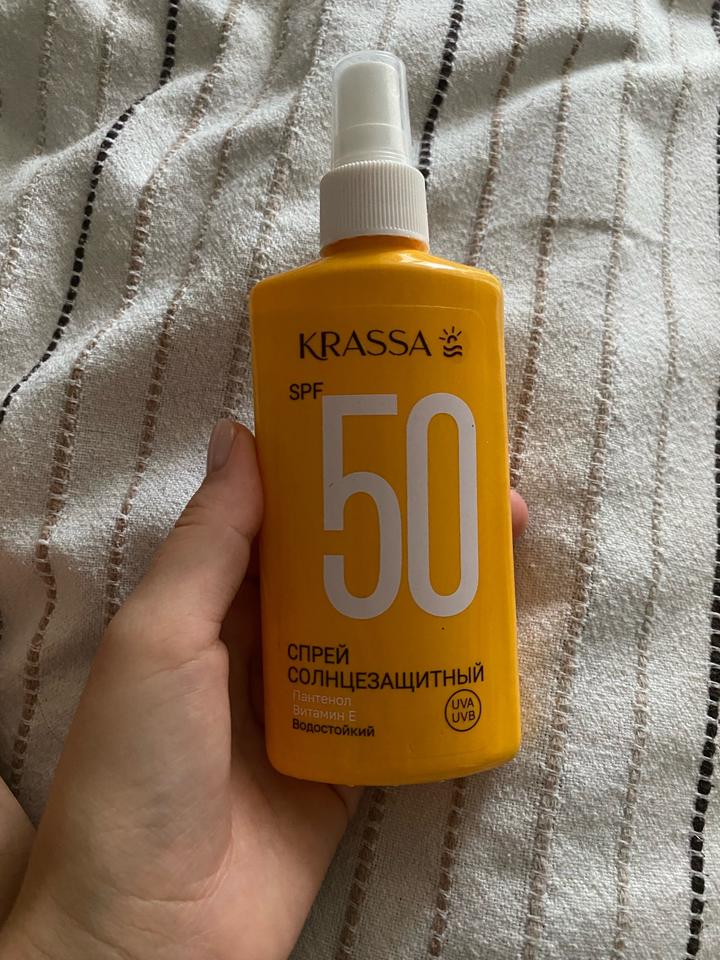 KRASSA
SPF
50
СПРЕЙ
СОЛНЦЕЗАЩИТНЫЙ
Пантенол
Витамин Е
Водостойкий
UVA
UVB